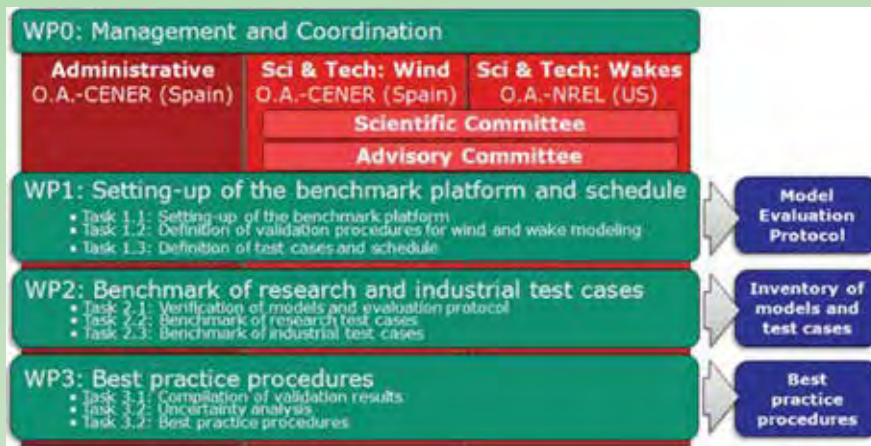 WP0: Management and Coordination
Administrative
O.A.-CENER (Spain)
Sci & Tech: Wind
O.A.-CENER (Spain)
Sci & Tech: Wakes
O.A.-NREL (US)
Scientific Committee
Advisory Committee
WP1: Setting-up of the benchmark platform and schedule
• Task 1.1: Setting-up of the benchmark platform
• Task 1.2: Definition of validation procedures for wind and wake modeling
• Task 1.3: Definition of test cases and schedule
Model
Evaluation
Protocol
WP2: Benchmark of research and industrial test cases
• Task 2.1: Verification of models and evaluation protocol
• Task 2.2: Benchmark of research test cases
• Task 2.3: Benchmark of industrial test cases
Inventory of
models and
test cases
WP3: Best practice procedures
• Task 3.1: Compilation of validation results
• Task 3.2: Uncertainty analysis
• Task 3.2: Best practice procedures
Best
practice
procedures